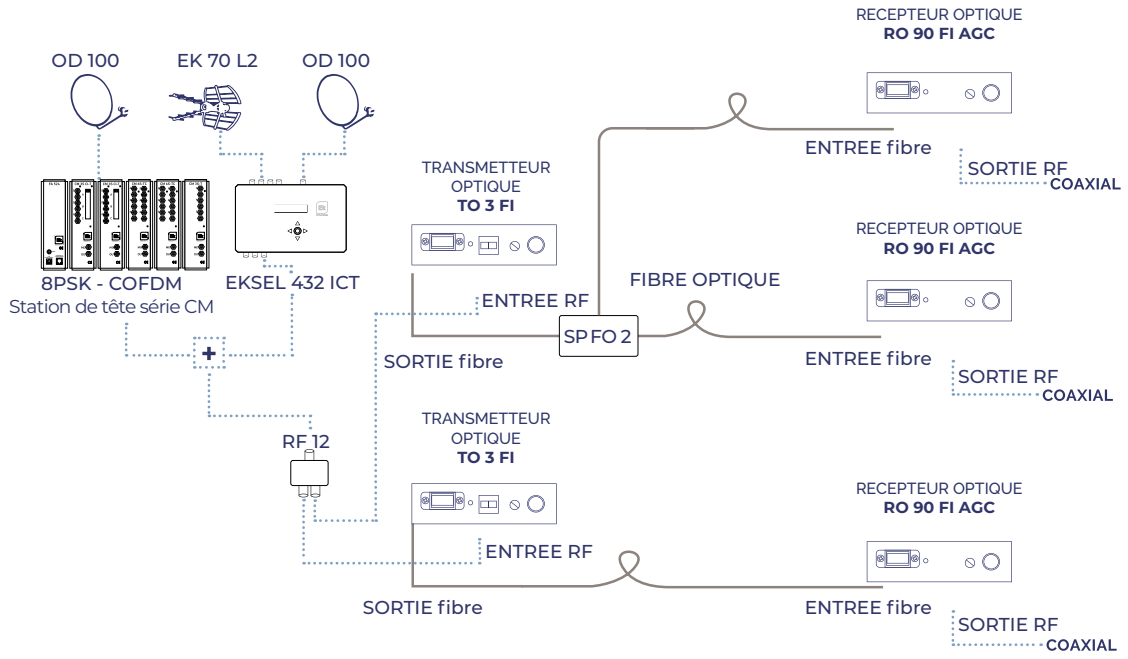 RECEPTEUR OPTIQUE
RO 90 FI AGC
OD 100
EK 70 L2
OD 100
ENTREE fibre
SORTIE RF
COAXIAL
TRANSMETTEUR
OPTIQUE
TO 3 FI
RECEPTEUR OPTIQUE
RO 90 FI AGC
8PSK - COFDM
Station de tête série CM
EKSEL 432 ICT
FIBRE OPTIQUE
ENTREE RF
SPFO 2
SORTIE fibre
ENTREE fibre
SORTIE RF
COAXIAL
+
TRANSMETTEUR
OPTIQUE
TO 3 FI
RF 12
RECEPTEUR OPTIQUE
RO 90 FI AGC
ENTREE RF
SORTIE fibre
ENTREE fibre
SORTIE RF
COAXIAL